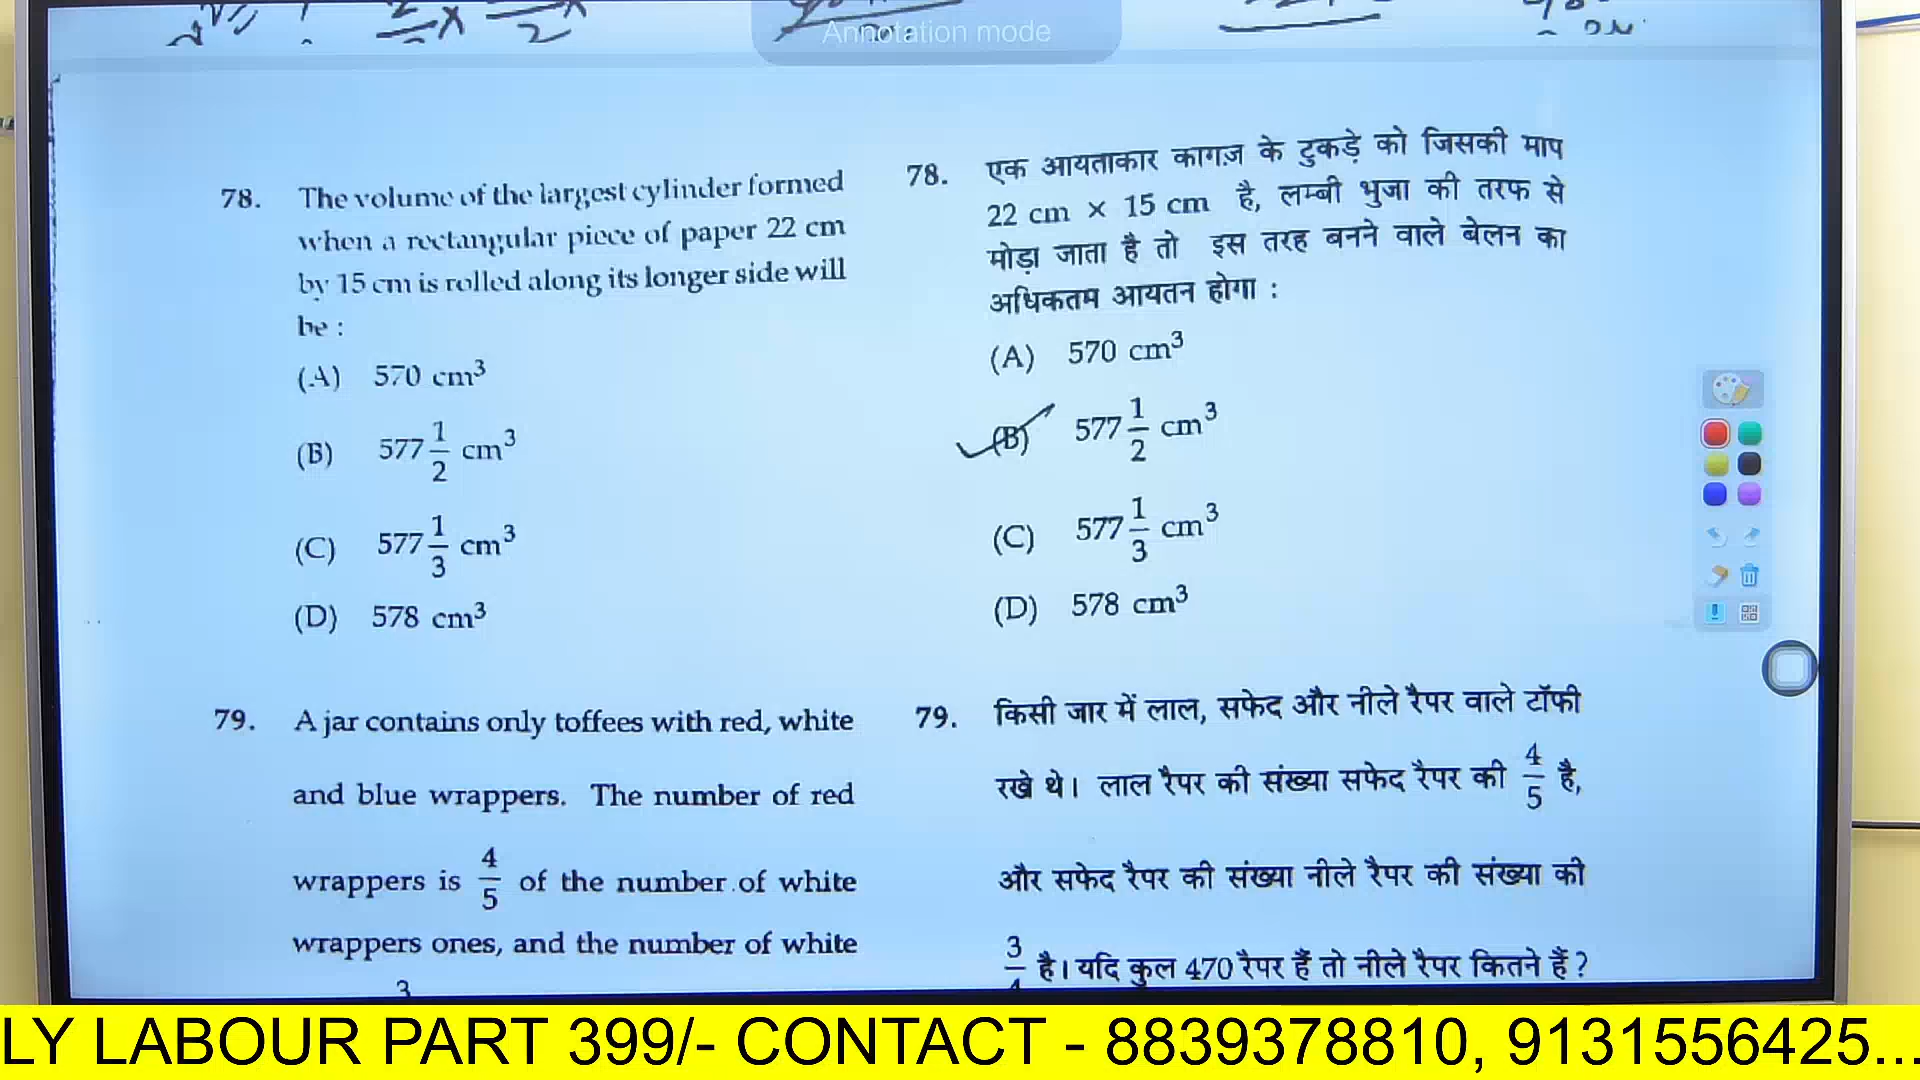 Annotation mode
78. The volume of the largest cylinder formed
when a rectangular piece of paper 22 cm
by 15 cm is rolled along its longer side will
be :
(A) 570 cm³
(B) 577 1/2 cm³
(C) 577 1/3 cm³
(D) 578 cm³
79. A jar contains only toffees with red, white
and blue wrappers. The number of red
wrappers is 4/5 of the number of white
wrappers ones, and the number of white
3
78. एक आयताकार कागज़ के टुकड़े को जिसकी माप
22 cm × 15 cm है, लम्बी भुजा की तरफ से
मोड़ा जाता है तो इस तरह बनने वाले बेलन का
अधिकतम आयतन होगा :
(A) 570 cm³
(B) 577 1/2 cm³
(C) 577 1/3 cm³
(D) 578 cm³
79. किसी जार में लाल, सफेद और नीले रैपर वाले टॉफी
रखे थे। लाल रैपर की संख्या सफेद रैपर की 4/5 है,
और सफेद रैपर की संख्या नीले रैपर की संख्या की
3/4 है। यदि कुल 470 रैपर हैं तो नीले रैपर कितने हैं ?
LY LABOUR PART 399/- CONTACT - 8839378810, 9131556425...